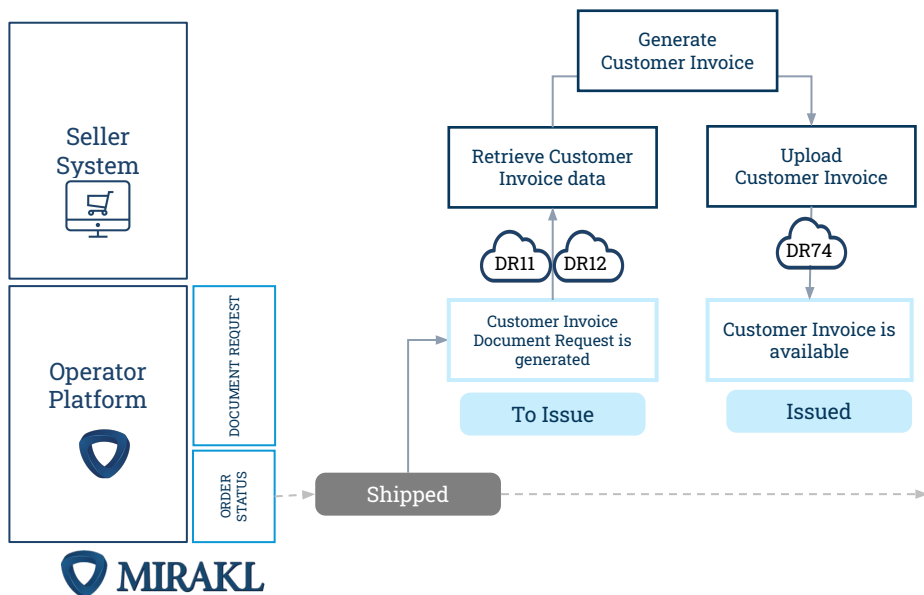 Generate
Customer Invoice
Seller
System
Retrieve Customer
Invoice data
Upload
Customer Invoice
DR11
DR12
DR74
Operator
Platform
DOCUMENT REQUEST
Customer Invoice
Document Request is
generated
Customer Invoice is
available
To Issue
Issued
ORDER
STATUS
Shipped
MIRAKL